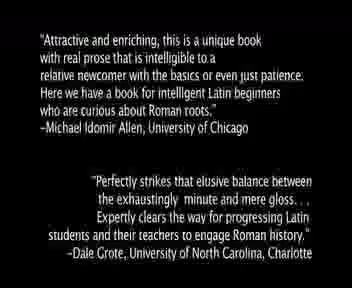 "Attractive and enriching, this is a unique book
with real prose that is intelligible to a
relative newcomer with the basics or even just patience.
Here we have a book for intelligent Latin beginners
who are curious about Roman roots."
–Michael Idomir Allen, University of Chicago
"Perfectly strikes that elusive balance between
the exhaustingly minute and mere gloss. . .
Expertly clears the way for progressing Latin
students and their teachers to engage Roman history."
–Dale Grote, University of North Carolina, Charlotte